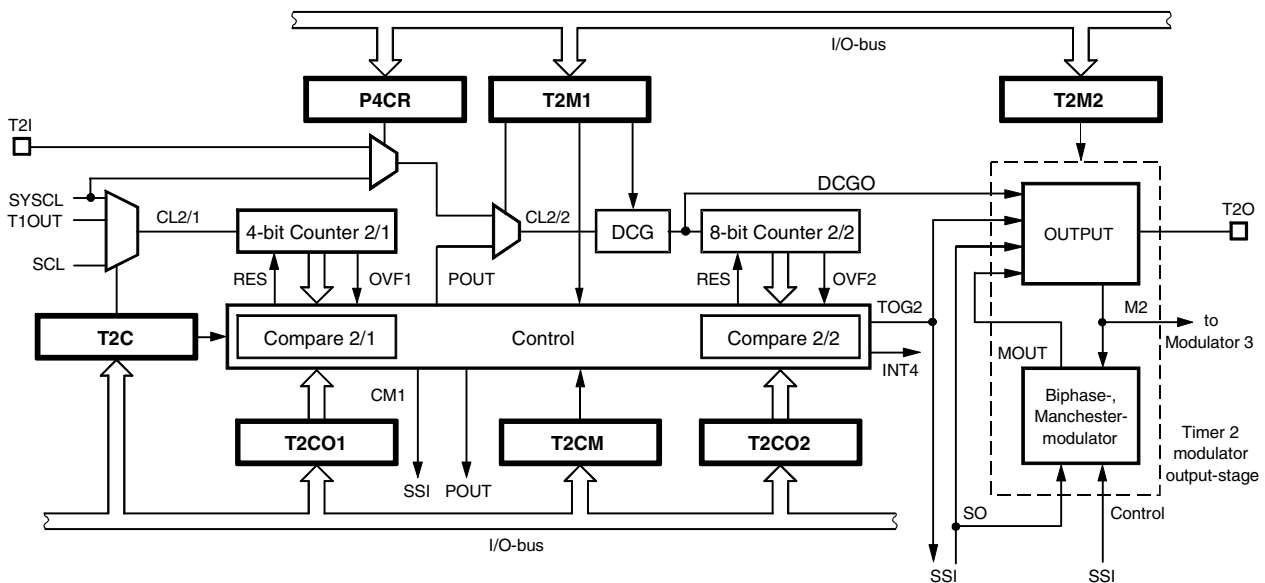 I/O-bus
P4CR
T2M1
T2M2
T2I
SYSCL
T1OUT
SCL
CL2/1
4-bit Counter 2/1
CL2/2
DCG
DCGO
8-bit Counter 2/2
OUTPUT
T2O
RES
OVF1
POUT
RES
OVF2
TOG2
M2
to
Modulator 3
T2C
Compare 2/1
Control
Compare 2/2
INT4
MOUT
CM1
Biphase-,
Manchester-
modulator
Timer 2
modulator
output-stage
T2CO1
T2CM
T2CO2
SSI
POUT
SO
Control
I/O-bus
SSI
SSI